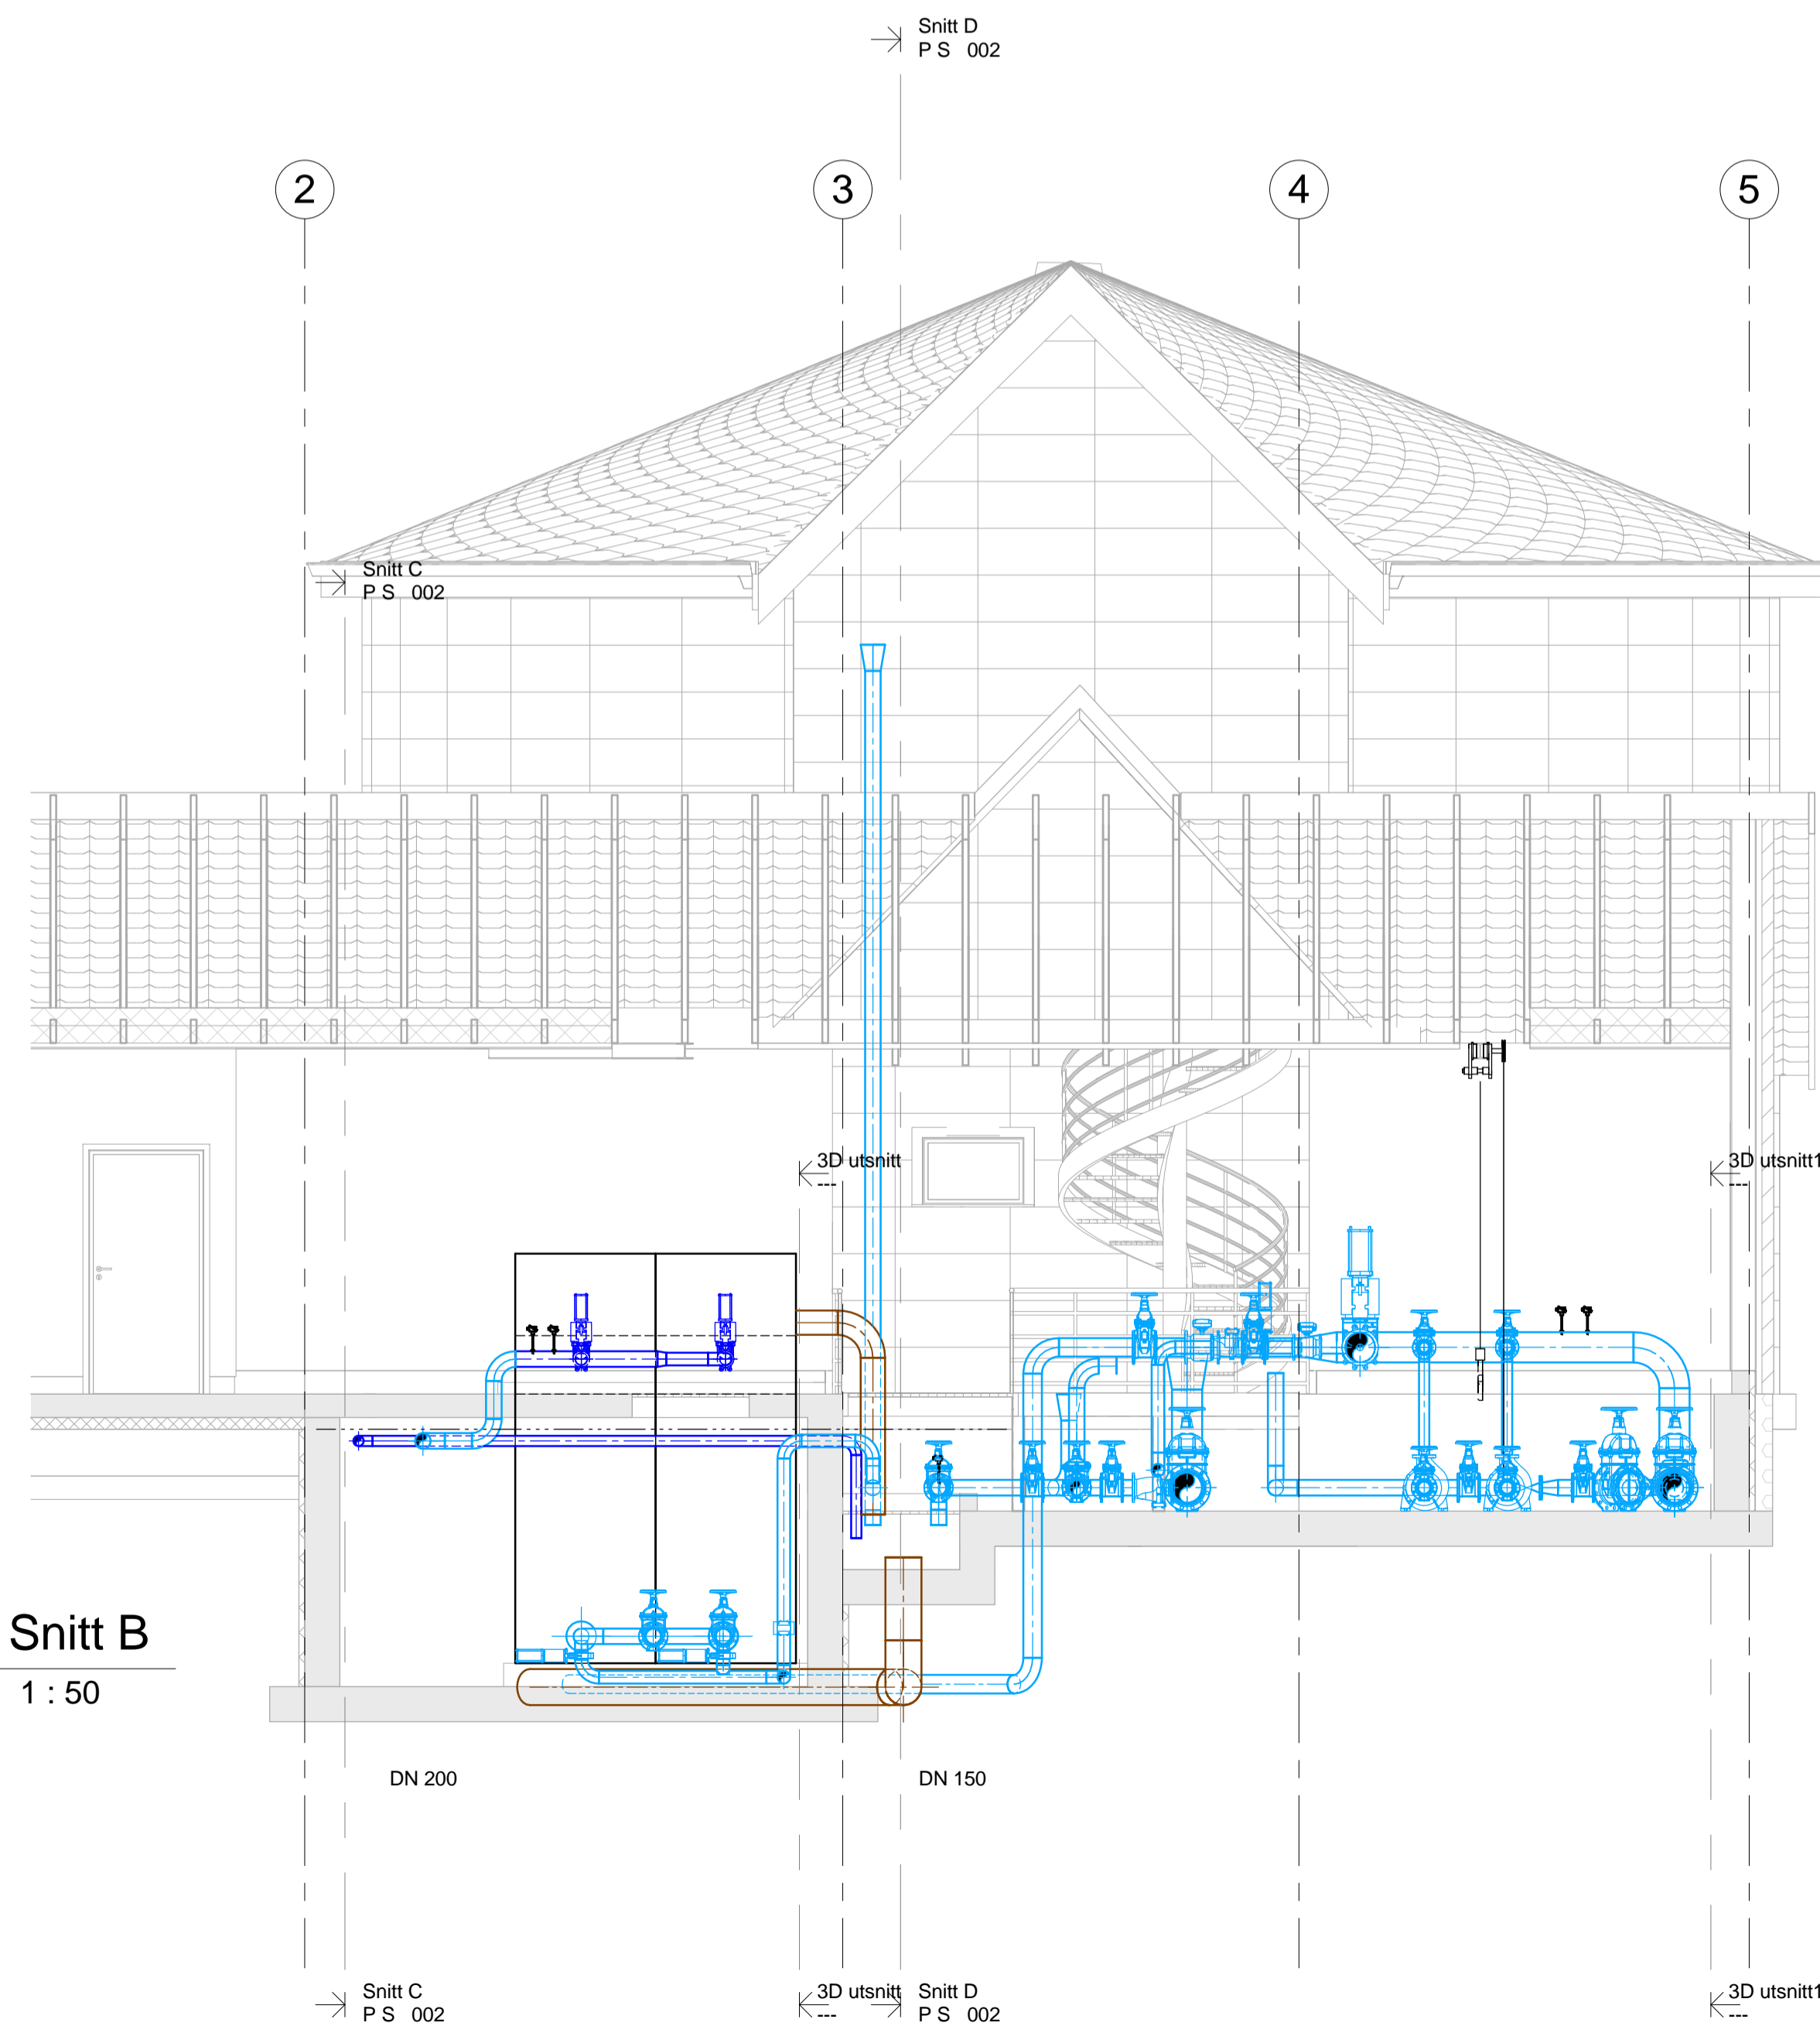 Snitt D
P S 002
2
3
4
5
Snitt C
P S 002
3D utsnitt
---
3D utsnitt1
---
Snitt B
1 : 50
DN 200
DN 150
Snitt C
P S 002
3D utsnitt
---
Snitt D
P S 002
3D utsnitt1
---